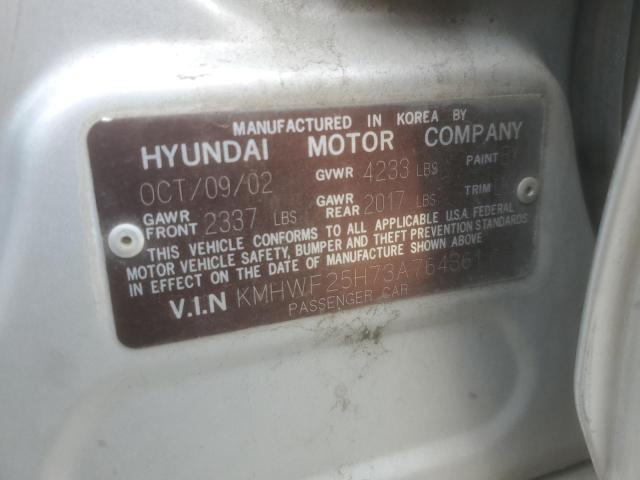 MANUFACTURED IN KOREA BY
HYUNDAI MOTOR COMPANY
OCT/09/02 GVWR 4233 LBS PAINT
GAWR FRONT 2337 LBS GAWR REAR 2017 LBS TRIM
THIS VEHICLE CONFORMS TO ALL APPLICABLE U.S.A. FEDERAL
MOTOR VEHICLE SAFETY, BUMPER AND THEFT PREVENTION STANDARDS
IN EFFECT ON THE DATE OF MANUFACTURE SHOWN ABOVE
V.I.N KMHWF25H73A764361
PASSENGER CAR